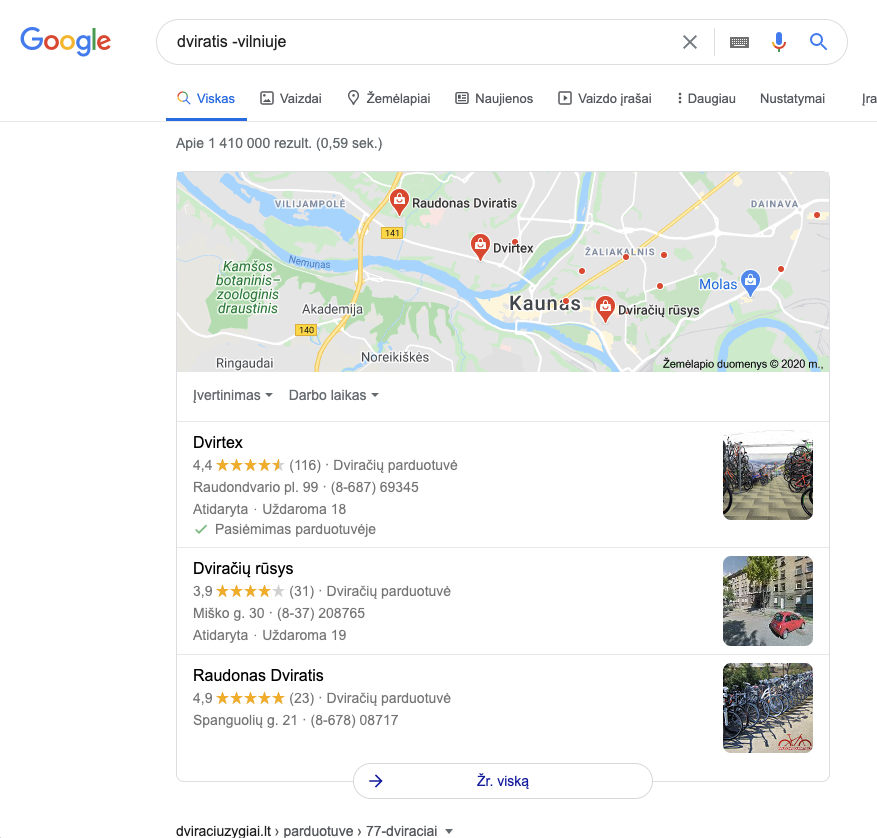 Google
dviratis -vilniuje
Viskas
Vaizdai
Žemėlapiai
Naujienos
Vaizdo įrašai
Daugiau
Nustatymai
Įra
Apie 1 410 000 rezult. (0,59 sek.)
VILIJAMPOLĖ
Raudonas Dviratis
DAINAVA
141
Dvirtex
ŽALIAKALNIS
Nemunas
Kamšos
botaninis–
zoologinis
draustinis
Molas
Akademija
Kaunas
Dviračių rūsys
140
Noreikiškės
Ringaudai
Žemėlapio duomenys © 2020 m.,
Įvertinimas
Darbo laikas
Dvirtex
4,4 (116) · Dviračių parduotuvė
Raudondvario pl. 99 · (8-687) 69345
Atidaryta · Uždaroma 18
Pasiėmimas parduotuvėje
Dviračių rūsys
3,9 (31) · Dviračių parduotuvė
Miško g. 30 · (8-37) 208765
Atidaryta · Uždaroma 19
Raudonas Dviratis
4,9 (23) · Dviračių parduotuvė
Spanguolių g. 21 · (8-678) 08717
Žr. viską
dviraciuzygiai.lt › parduotuve › 77-dviraciai